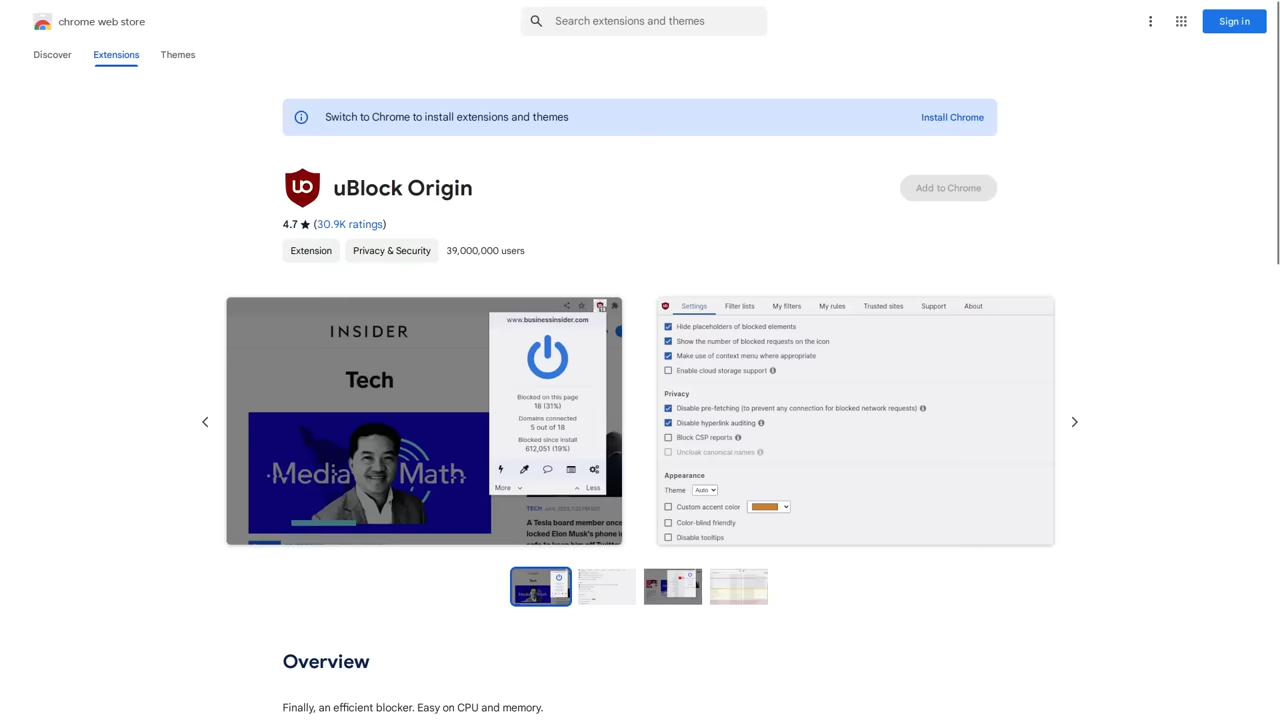 chrome web store
Search extensions and themes
Sign in
Discover
Extensions
Themes
Switch to Chrome to install extensions and themes
Install Chrome
uBlock Origin
Add to Chrome
4.7 ★ (30.9K ratings)
Extension
Privacy & Security
39,000,000 users
INSIDER
Tech
Media Math
www.businessinsider.com
Blocked on this page
18 (31%)
Domains connected
5 out of 18
Blocked since install
612,051 (19%)
More
Less
TECH
A Tesla board member once
locked Elon Musk's phone i
Settings
Filter lists
My filters
My rules
Trusted sites
Support
About
Hide placeholders of blocked elements
Show the number of blocked requests on the icon
Make use of context menu where appropriate
Enable cloud storage support
Privacy
Disable pre-fetching (to prevent any connection for blocked network requests)
Disable hyperlink auditing
Block CSP reports
Uncloak canonical names
Appearance
Theme Auto
Custom accent color
Color-blind friendly
Disable tooltips
Overview
Finally, an efficient blocker. Easy on CPU and memory.